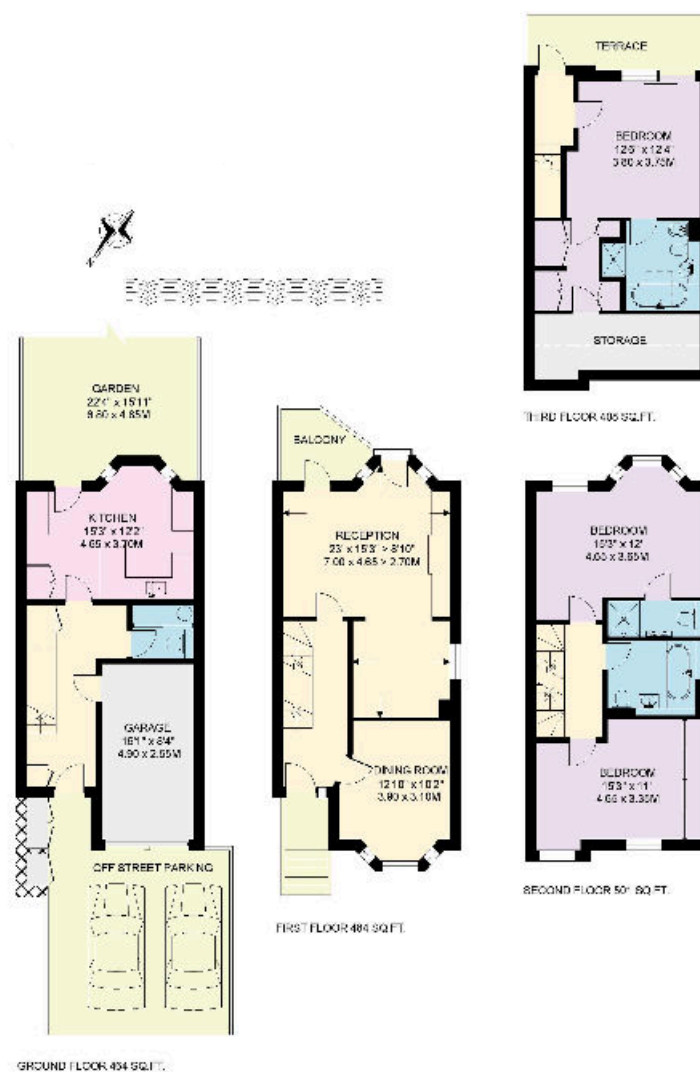 TERRACE
BEDROOM
12'5" x 12'4"
3.80 x 3.75M
STORAGE
THIRD FLOOR 405 SQ.FT.
GARDEN
x 15'11"
x 4.85M
KITCHEN
15'3" x 12'2"
4.65 x 3.70M
GARAGE
16'1" x 8'4"
4.90 x 2.55M
OFF STREET PARKING
GROUND FLOOR 454 SQ.FT.
BALCONY
RECEPTION
23' x 15'3" > 8'10"
7.00 x 4.65 > 2.70M
DINING ROOM
12'10" x 10'2"
3.90 x 3.10M
FIRST FLOOR 484 SQ.FT.
BEDROOM
15'3" x 12'
4.65 x 3.65M
BEDROOM
15'3" x 11'
4.65 x 3.35M
SECOND FLOOR 501 SQ.FT.